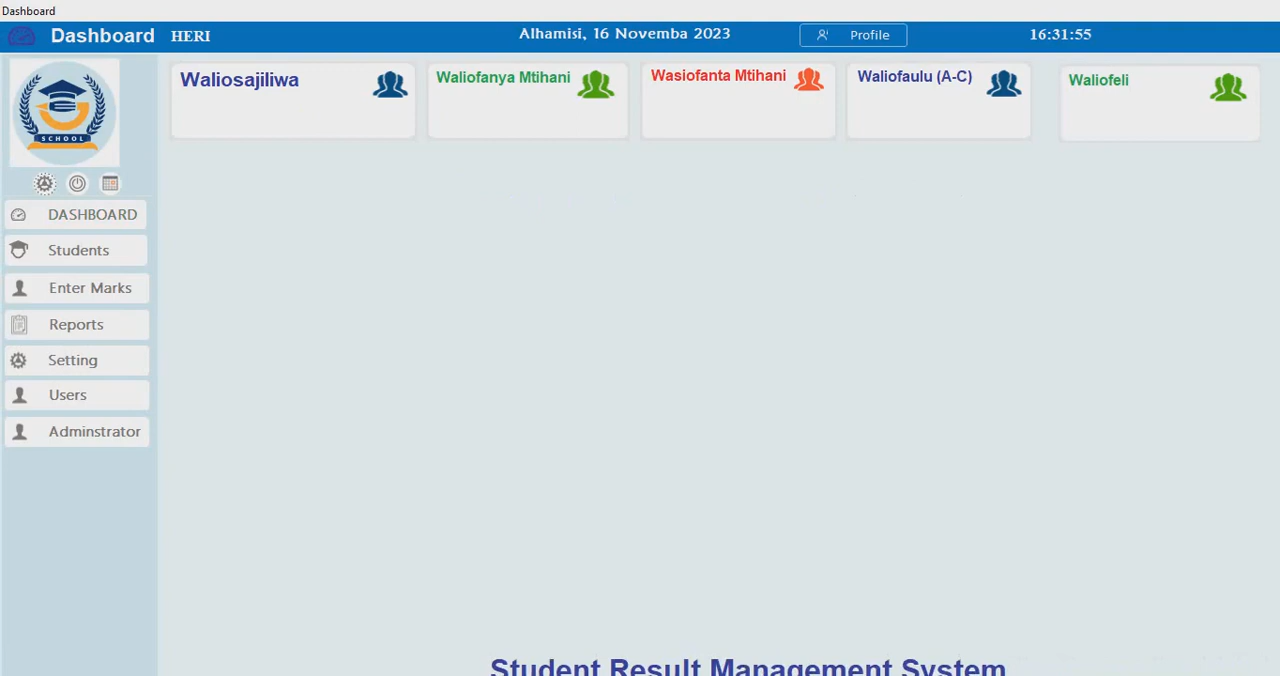 Dashboard
Dashboard HERI Alhamisi, 16 Novemba 2023 Profile 16:31:55
Waliosajiliwa
Waliofanya Mtihani
Wasiofanta Mtihani
Waliofaulu (A-C)
Waliofeli
SCHOOL
DASHBOARD
Students
Enter Marks
Reports
Setting
Users
Adminstrator
Student Result Management System